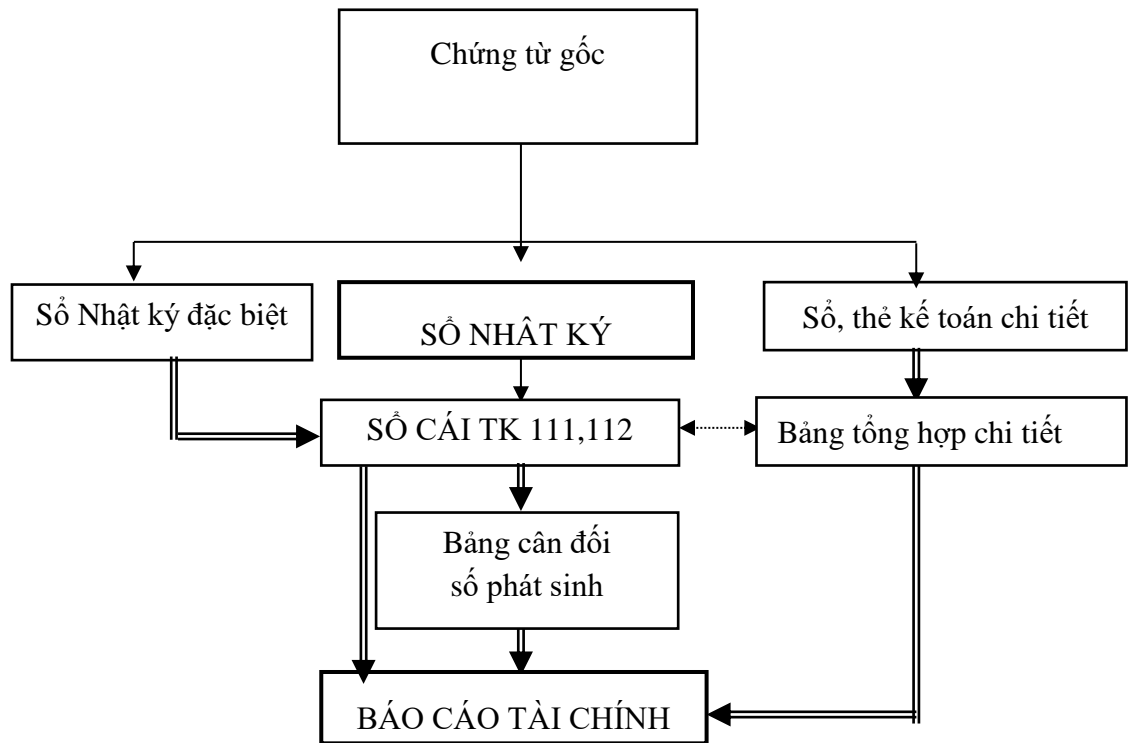 Chứng từ gốc
Sổ Nhật ký đặc biệt
SỔ NHÂT KÝ
Sổ, thẻ kế toán chi tiết
SỔ CÁI TK 111,112
Bảng tổng hợp chi tiết
Bảng cân đối
số phát sinh
BÁO CÁO TÀI CHÍNH